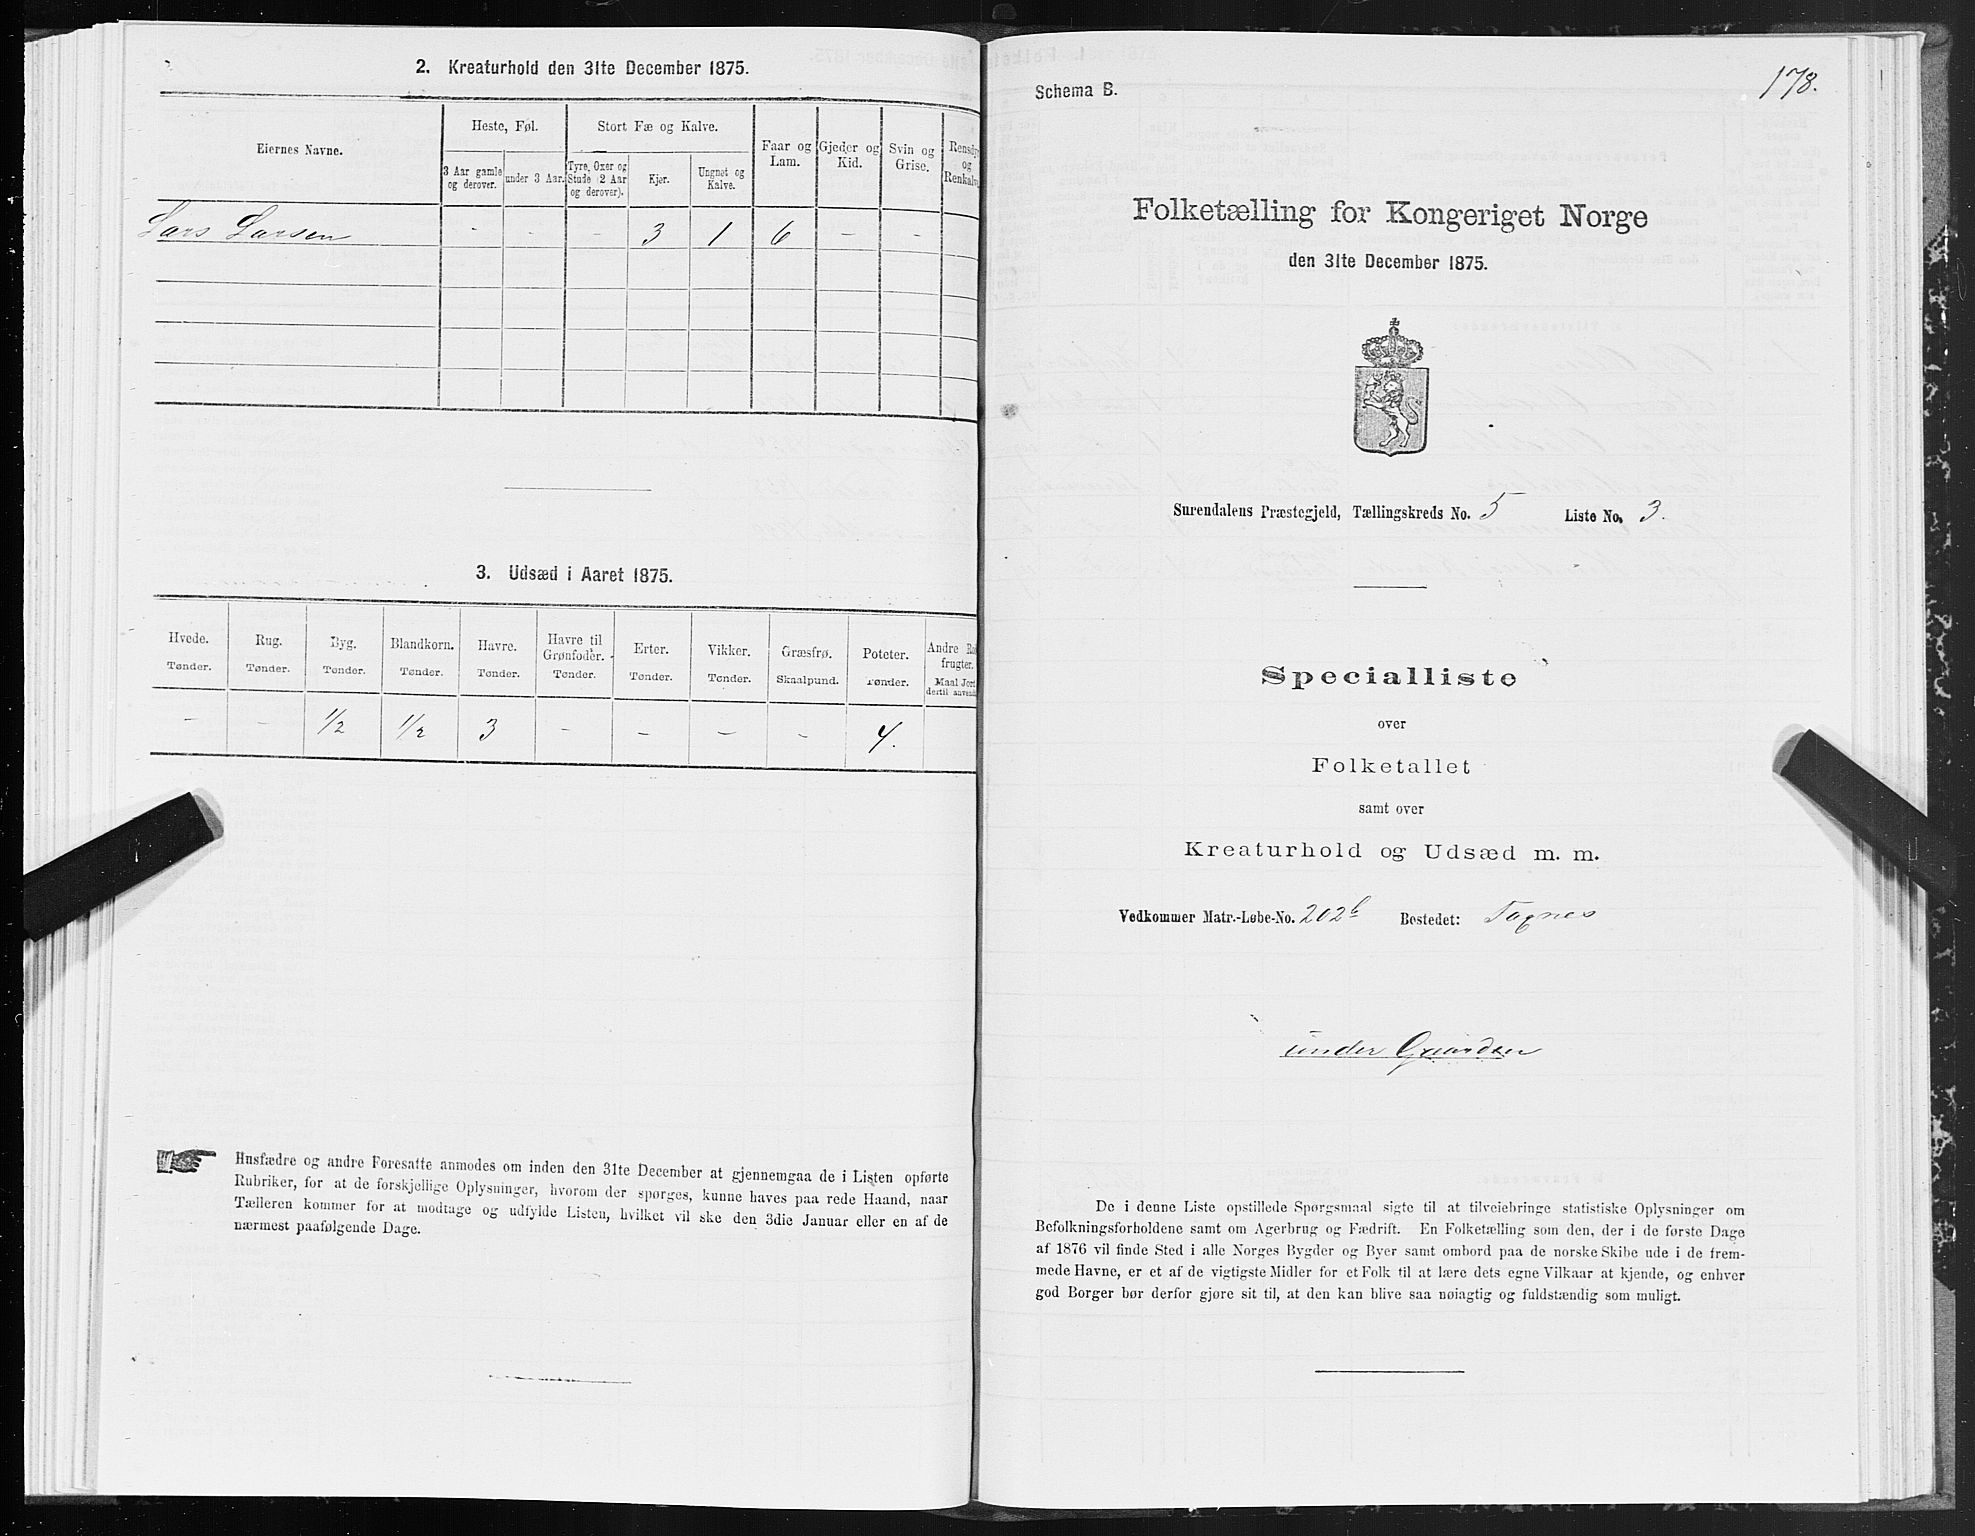 2. Kreaturhold den 31te December 1875.
Eiernes Navne.
Heste, Føl.
3 Aar gamle og derover.
under 3 Aar.
Stort Fæ og Kalve.
Tyre, Oxer og Stude (2 Aar og derover).
Kjør.
Ungnøt og Kalve.
Faar og Lam.
Gjeder og Kid.
Svin og Grise.
og
Lars Larsen - - - 3 1 6 - -
3. Udsæd i Aaret 1875.
Hvede. Rug. Byg. Blandkorn. Havre. Havre til Grønfoder. Erter. Vikker. Græsfrø. Poteter. Andre
frugter.
Tønder. Tønder. Tønder. Tønder. Tønder. Tønder. Tønder. Tønder. Skaalpund. Tønder. Maal Jord
dertil
- - 1/2 1/2 3 - - - - 4.
Husfædre og andre Foresatte anmodes om inden den 31te December at gjennemgaa de i Listen opførte
Rubriker, for at de forskjellige Oplysninger, hvorom der spørges, kunne haves paa rede Haand, naar
Tælleren kommer for at modtage og udfylde Listen, hvilket vil ske den 3die Januar eller en af de
nærmest paafølgende Dage.
178.
Schema B.
Folketælling for Kongeriget Norge
den 31te December 1875.
Surendalens Præstegjeld, Tællingskreds No. 5 Liste No. 3.
Specialliste
over
Folketallet
samt over
Kreaturhold og Udsæd m. m.
Vedkommer Matr.-Løbe-No. 202b Bostedet: Tognes
under Gaarden
De i denne Liste opstillede Spørgsmaal sigte til at tilveiebringe statistiske Oplysninger om
Befolkningsforholdene samt om Agerbrug og Fædrift. En Folketælling som den, der i de første Dage
af 1876 vil finde Sted i alle Norges Bygder og Byer samt ombord paa de norske Skibe ude i de frem-
mede Havne, er et af de vigtigste Midler for et Folk til at lære dets egne Vilkaar at kjende, og enhver
god Borger bør derfor gjøre sit til, at den kan blive saa nøiagtig og fuldstændig som muligt.